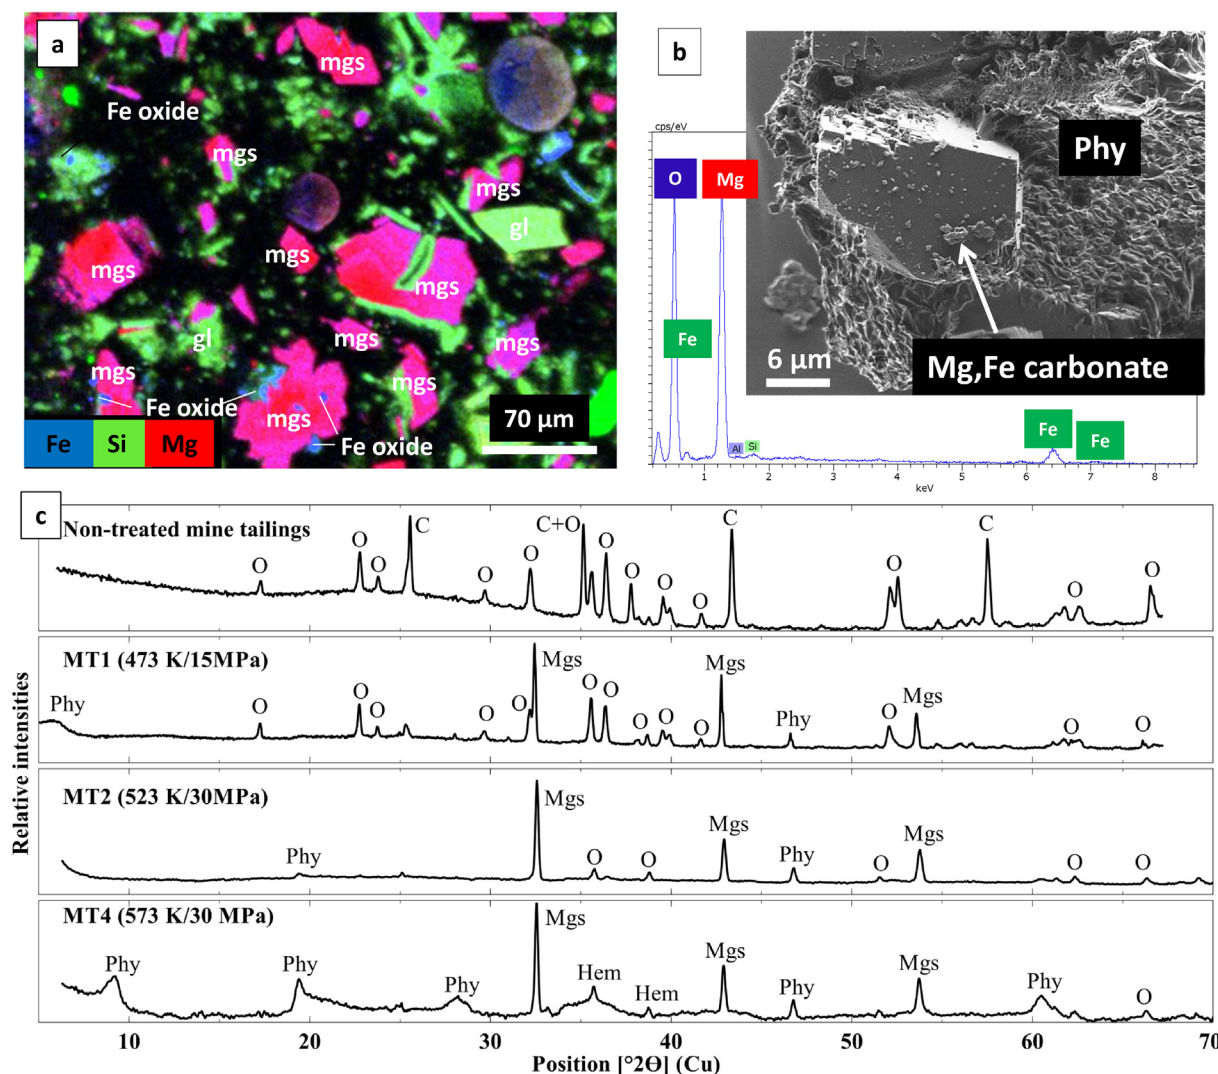 a
mgs
Fe oxide
mgs
mgs
gl
mgs
mgs
mgs
mgs
gl
mgs
mgs
mgs
mgs
Fe oxide
mgs
Fe oxide
70 µm
Fe Si Mg
b
cps/eV
O Mg
Phy
Fe
6 µm
Mg,Fe carbonate
Al Si Fe Fe
1 2 3 4 5 6 7 8
keV
c
Non-treated mine tailings
O O O C O O C+O O O O O C O C O O
MT1 (473 K/15MPa)
Phy O O O O O Mgs O O O O O Mgs Phy O Mgs O O
MT2 (523 K/30MPa)
Phy Mgs O O Mgs Phy O Mgs O O
MT4 (573 K/30 MPa)
Phy Phy Phy Mgs Hem Hem Mgs Phy Mgs Phy O
Relative intensities
10 20 30 40 50 60 70
Position [°2Ɵ] (Cu)